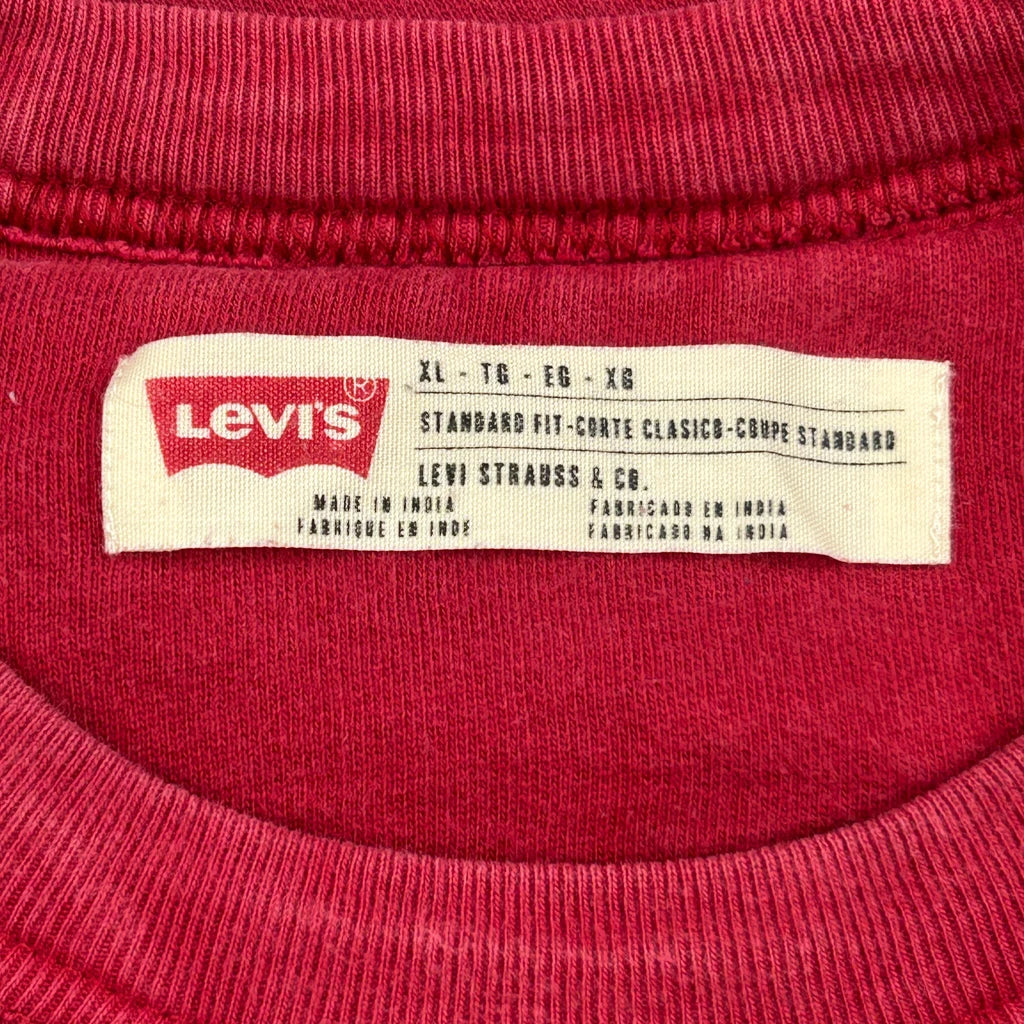 LEVI'S ®
XL - TG - EG - XG
STANDARD FIT-CORTE CLASICO-COUPE STANDARD
LEVI STRAUSS & CO.
MADE IN INDIA
FABRIQUE EN INDE
FABRICADO EN INDIA
FABRICADO NA INDIA